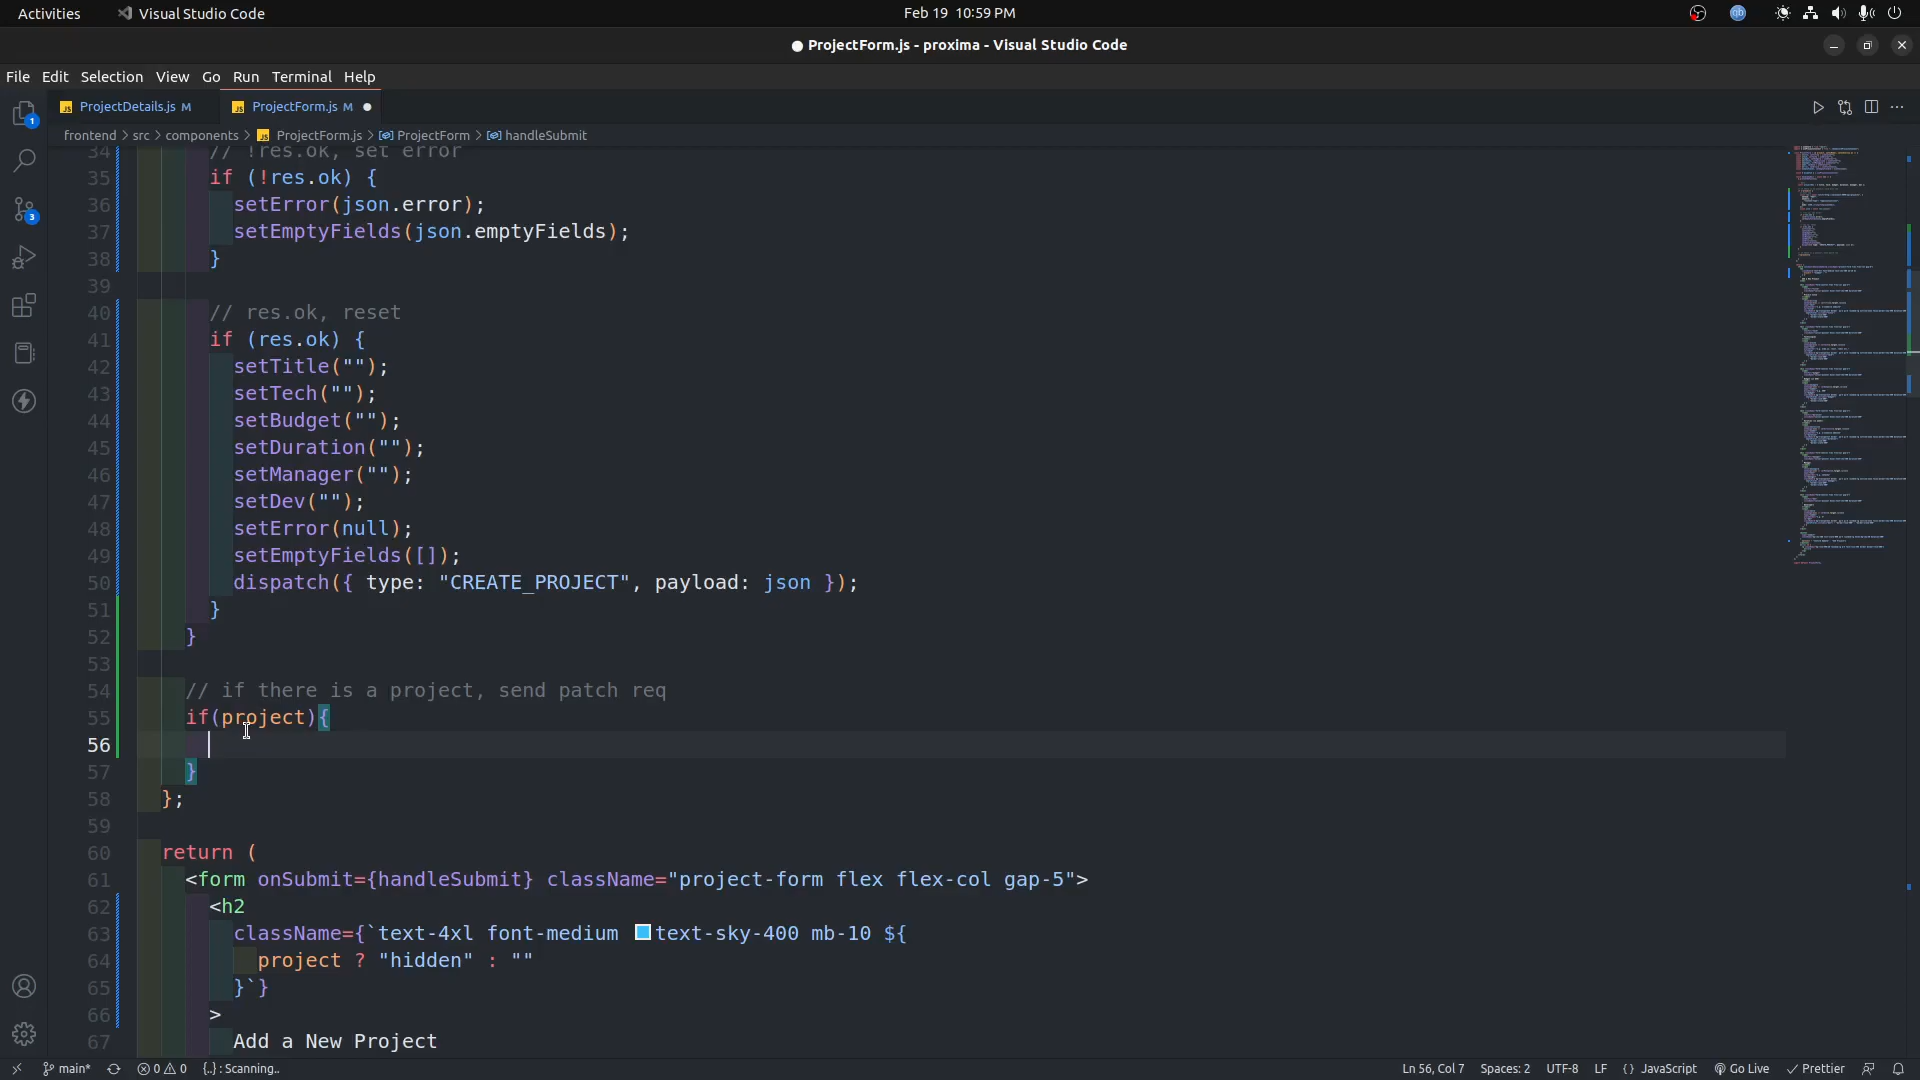 Activities Visual Studio Code Feb 19 10:59 PM
ProjectForm.js - proxima - Visual Studio Code
File Edit Selection View Go Run Terminal Help
JS ProjectDetails.js M JS ProjectForm.js M
frontend > src > components > JS ProjectForm.js > ProjectForm > handleSubmit
34 // !res.ok, set error
35 if (!res.ok) {
36 setError(json.error);
37 setEmptyFields(json.emptyFields);
38 }
39
40 // res.ok, reset
41 if (res.ok) {
42 setTitle("");
43 setTech("");
44 setBudget("");
45 setDuration("");
46 setManager("");
47 setDev("");
48 setError(null);
49 setEmptyFields([]);
50 dispatch({ type: "CREATE_PROJECT", payload: json });
51 }
52 }
53
54 // if there is a project, send patch req
55 if(project){
56
57 }
58 };
59
60 return (
61 <form onSubmit={handleSubmit} className="project-form flex flex-col gap-5">
62 <h2
63 className={`text-4xl font-medium text-sky-400 mb-10 ${
64 project ? "hidden" : ""
65 }`}
66 >
67 Add a New Project
1
3
main* 0 0 {..} : Scanning.. Ln 56, Col 7 Spaces: 2 UTF-8 LF {} JavaScript Go Live Prettier